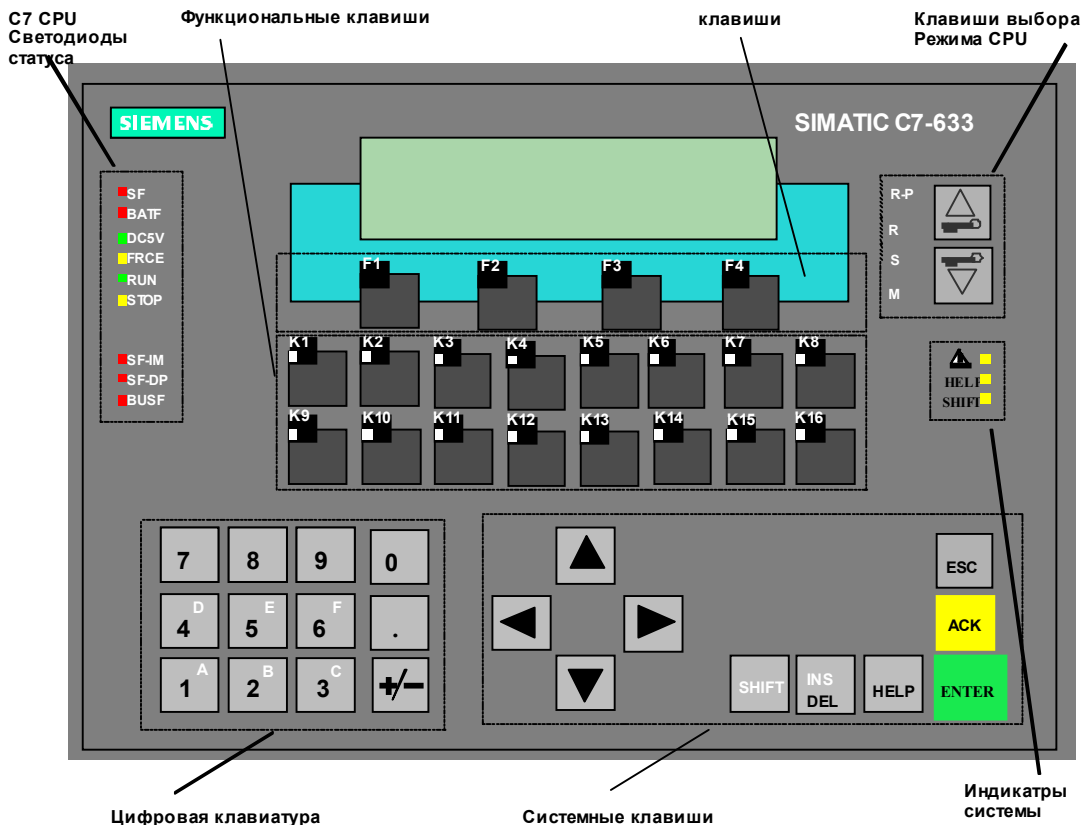 C7 CPU
Светодиоды
статуса
Функциональные клавиши
клавиши
Клавиши выбора
Режима CPU
SIEMENS
SIMATIC C7-633
SF
BATF
DC5V
FRCE
RUN
STOP
SF-IM
SF-DP
BUSF
R-P
R
S
M
F1 F2 F3 F4
K1 K2 K3 K4 K5 K6 K7 K8
K9 K10 K11 K12 K13 K14 K15 K16
HELP
SHIFT
7 8 9 0
D E F
4 5 6 .
A B C
1 2 3 +/−
ESC
ACK
SHIFT
INS
DEL
HELP
ENTER
Цифровая клавиатура
Системные клавиши
Индикатры
системы